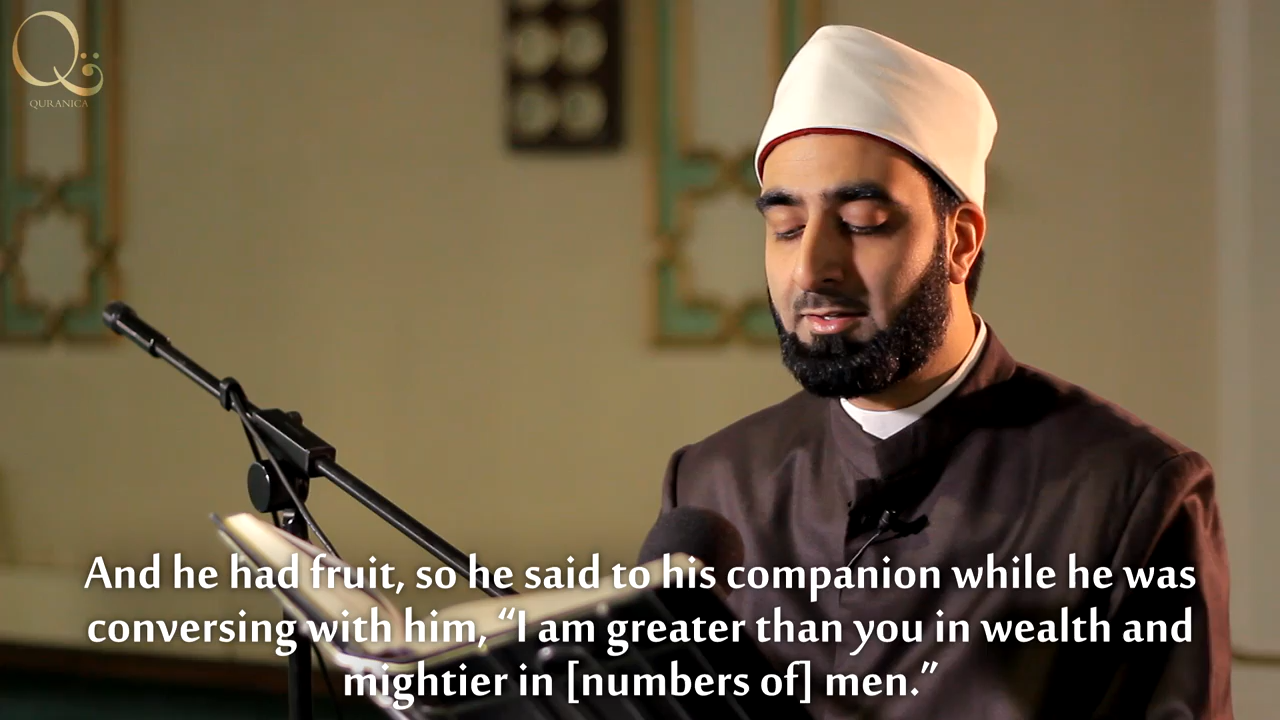 Qق
QURANICA
And he had fruit, so he said to his companion while he was
conversing with him, “I am greater than you in wealth and
mightier in [numbers of] men.”